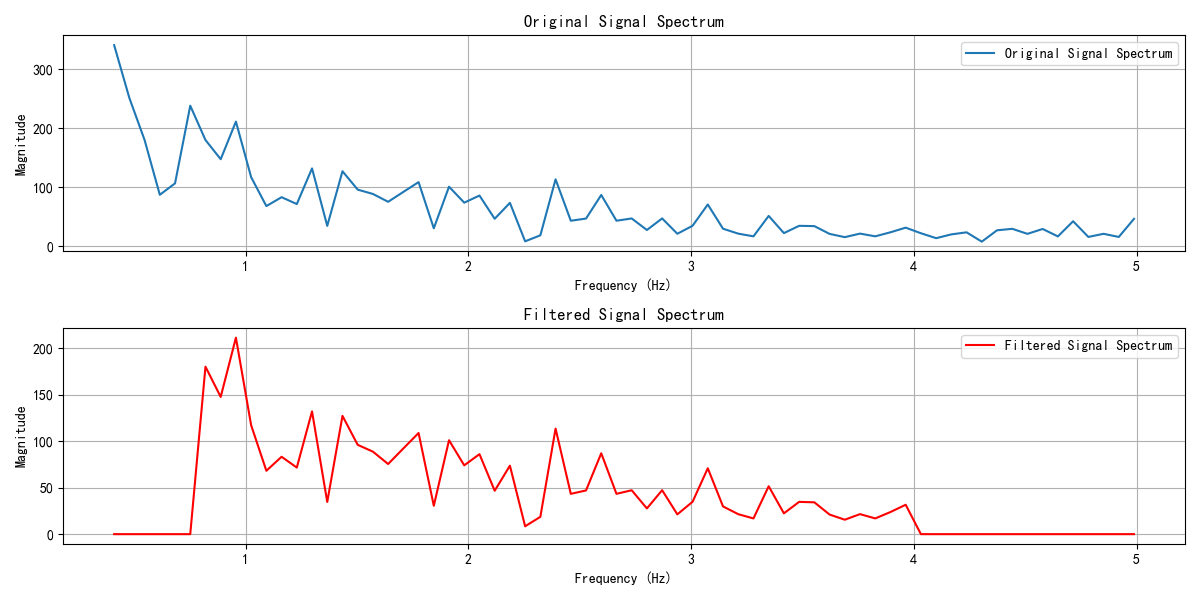 Original Signal Spectrum
Original Signal Spectrum
300
200
100
0
Magnitude
1 2 3 4 5
Frequency (Hz)
Filtered Signal Spectrum
Filtered Signal Spectrum
200
150
100
50
0
Magnitude
1 2 3 4 5
Frequency (Hz)